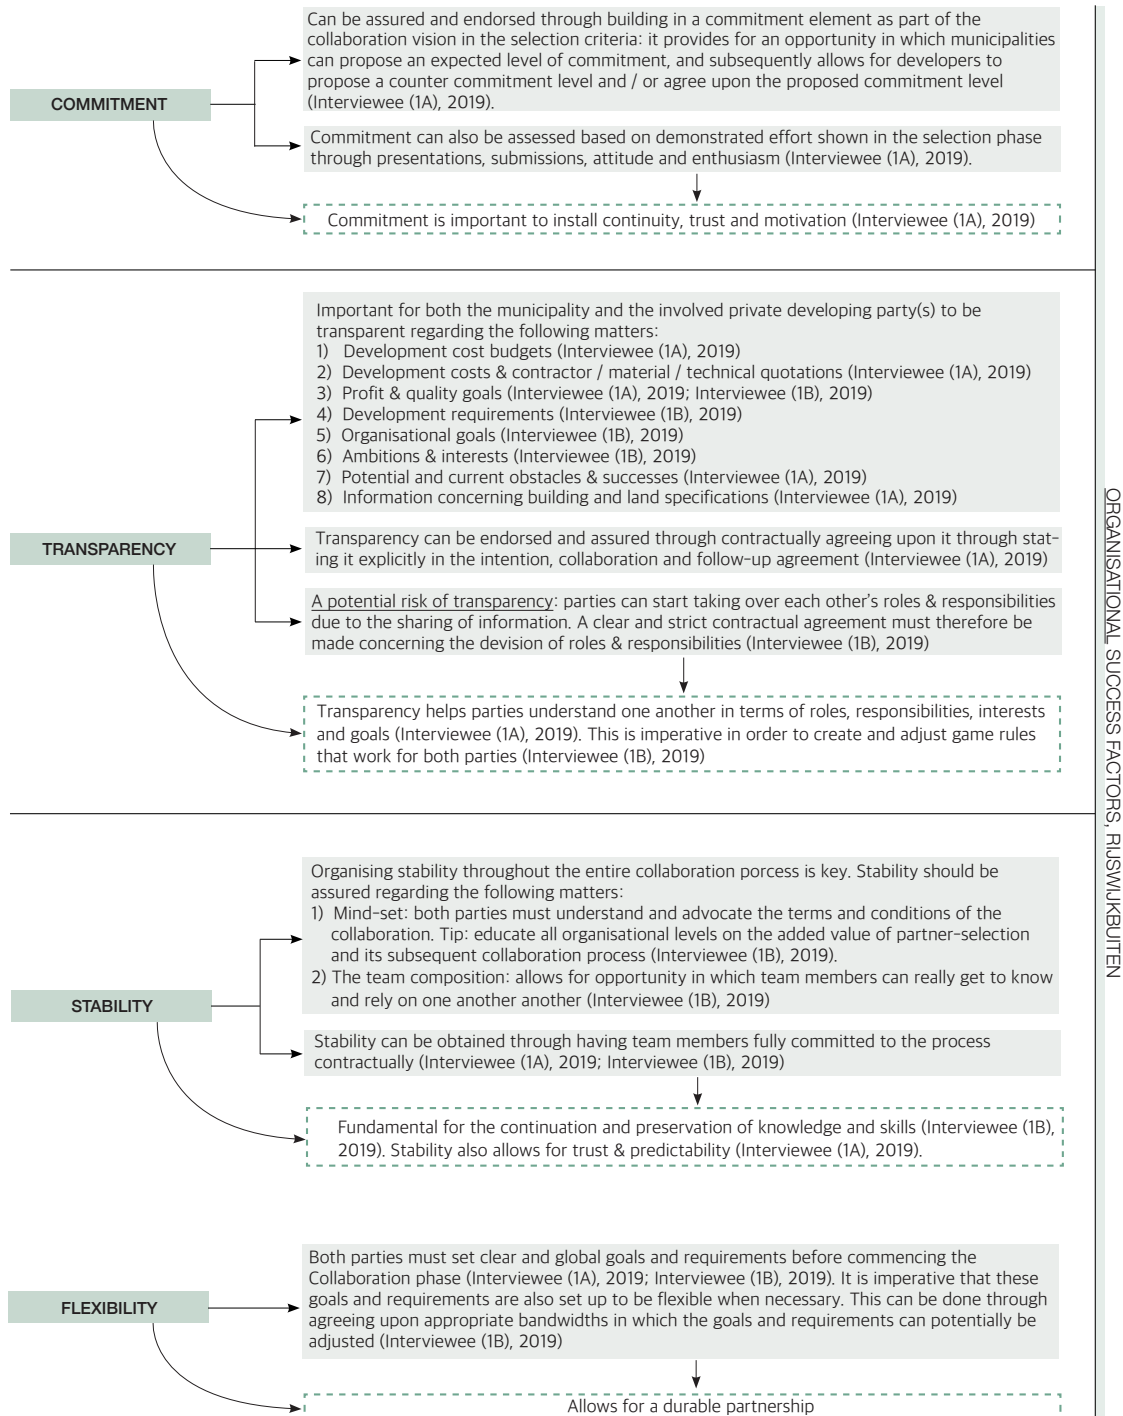 Can be assured and endorsed through building in a commitment element as part of the
collaboration vision in the selection criteria: it provides for an opportunity in which municipalities
can propose an expected level of commitment, and subsequently allows for developers to
propose a counter commitment level and / or agree upon the proposed commitment level
(Interviewee (1A), 2019).
COMMITMENT
Commitment can also be assessed based on demonstrated effort shown in the selection phase
through presentations, submissions, attitude and enthusiasm (Interviewee (1A), 2019).
Commitment is important to install continuity, trust and motivation (Interviewee (1A), 2019)
Important for both the municipality and the involved private developing party(s) to be
transparent regarding the following matters:
1) Development cost budgets (Interviewee (1A), 2019)
2) Development costs & contractor / material / technical quotations (Interviewee (1A), 2019)
3) Profit & quality goals (Interviewee (1A), 2019; Interviewee (1B), 2019)
4) Development requirements (Interviewee (1B), 2019)
5) Organisational goals (Interviewee (1B), 2019)
6) Ambitions & interests (Interviewee (1B), 2019)
7) Potential and current obstacles & successes (Interviewee (1A), 2019)
8) Information concerning building and land specifications (Interviewee (1A), 2019)
TRANSPARENCY
Transparency can be endorsed and assured through contractually agreeing upon it through stat-
ing it explicitly in the intention, collaboration and follow-up agreement (Interviewee (1A), 2019)
A potential risk of transparency: parties can start taking over each other's roles & responsibilities
due to the sharing of information. A clear and strict contractual agreement must therefore be
made concerning the devision of roles & responsibilities (Interviewee (1B), 2019)
Transparency helps parties understand one another in terms of roles, responsibilities, interests
and goals (Interviewee (1A), 2019). This is imperative in order to create and adjust game rules
that work for both parties (Interviewee (1B), 2019)
Organising stability throughout the entire collaboration porcess is key. Stability should be
assured regarding the following matters:
1) Mind-set: both parties must understand and advocate the terms and conditions of the
collaboration. Tip: educate all organisational levels on the added value of partner-selection
and its subsequent collaboration process (Interviewee (1B), 2019).
2) The team composition: allows for opportunity in which team members can really get to know
and rely on one another another (Interviewee (1B), 2019)
STABILITY
Stability can be obtained through having team members fully committed to the process
contractually (Interviewee (1A), 2019; Interviewee (1B), 2019)
Fundamental for the continuation and preservation of knowledge and skills (Interviewee (1B),
2019). Stability also allows for trust & predictability (Interviewee (1A), 2019).
Both parties must set clear and global goals and requirements before commencing the
Collaboration phase (Interviewee (1A), 2019; Interviewee (1B), 2019). It is imperative that these
goals and requirements are also set up to be flexible when necessary. This can be done through
agreeing upon appropriate bandwidths in which the goals and requirements can potentially be
adjusted (Interviewee (1B), 2019)
FLEXIBILITY
Allows for a durable partnership
ORGANISATIONAL SUCCESS FACTORS, RIJSWIJKBUITEN